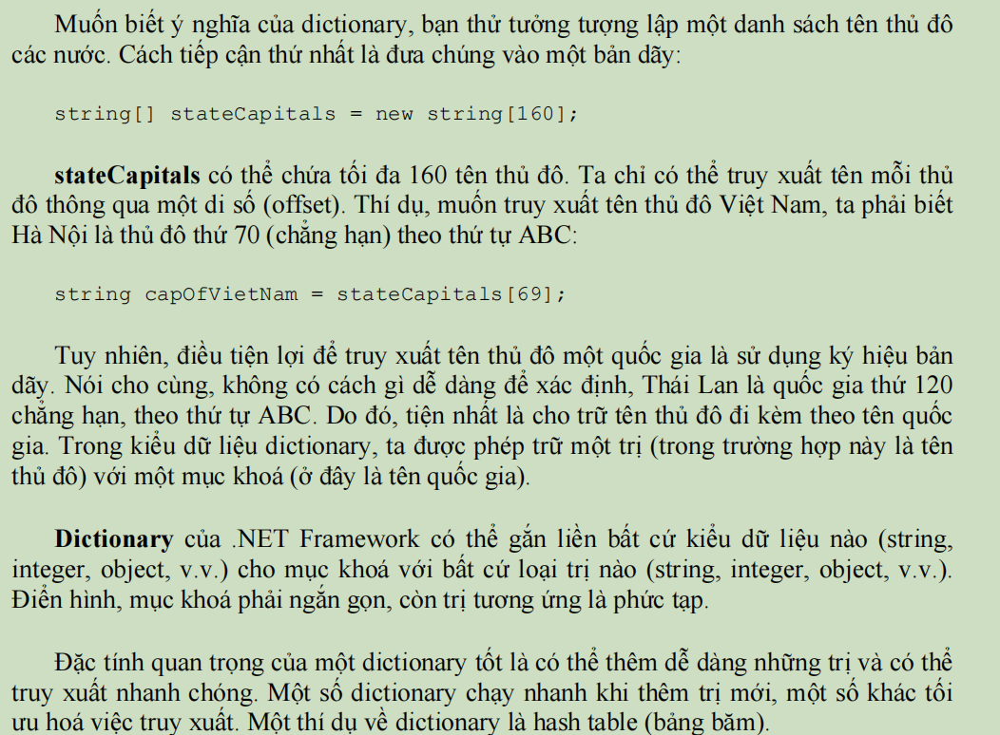 Muốn biết ý nghĩa của dictionary, bạn thử tưởng tượng lập một danh sách tên thủ đô
các nước. Cách tiếp cận thứ nhất là đưa chúng vào một bản dãy:
string[] stateCapitals = new string[160];
stateCapitals có thể chứa tối đa 160 tên thủ đô. Ta chỉ có thể truy xuất tên mỗi thủ
đô thông qua một di số (offset). Thí dụ, muốn truy xuất tên thủ đô Việt Nam, ta phải biết
Hà Nội là thủ đô thứ 70 (chẳng hạn) theo thứ tự ABC:
string capOfVietNam = stateCapitals[69];
Tuy nhiên, điều tiện lợi để truy xuất tên thủ đô một quốc gia là sử dụng ký hiệu bản
dãy. Nói cho cùng, không có cách gì dễ dàng để xác định, Thái Lan là quốc gia thứ 120
chẳng hạn, theo thứ tự ABC. Do đó, tiện nhất là cho trữ tên thủ đô đi kèm theo tên quốc
gia. Trong kiểu dữ liệu dictionary, ta được phép trữ một trị (trong trường hợp này là tên
thủ đô) với một mục khoá (ở đây là tên quốc gia).
Dictionary của .NET Framework có thể gắn liền bất cứ kiểu dữ liệu nào (string,
integer, object, v.v.) cho mục khoá với bất cứ loại trị nào (string, integer, object, v.v.).
Điển hình, mục khoá phải ngắn gọn, còn trị tương ứng là phức tạp.
Đặc tính quan trọng của một dictionary tốt là có thể thêm dễ dàng những trị và có thể
truy xuất nhanh chóng. Một số dictionary chạy nhanh khi thêm trị mới, một số khác tối
ưu hoá việc truy xuất. Một thí dụ về dictionary là hash table (bảng băm).